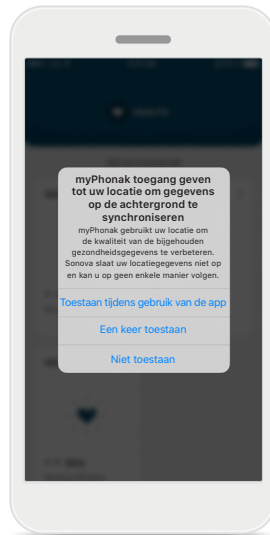 myPhonak toegang geven
tot uw locatie om gegevens
op de achtergrond te
synchroniseren
myPhonak gebruikt uw locatie om
de kwaliteit van de bijgehouden
gezondheidsgegevens te verbeteren.
Sonova slaat uw locatiegegevens niet op
en kan u op geen enkele manier volgen.
Toestaan tijdens gebruik van de app
Een keer toestaan
Niet toestaan